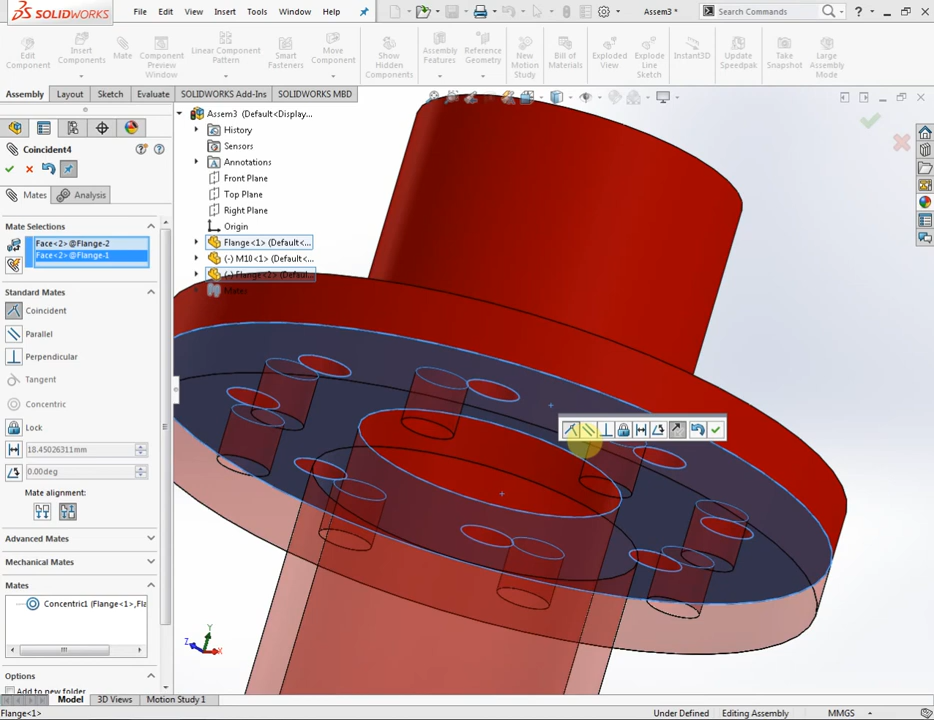 SOLIDWORKS
File Edit View Insert Tools Window Help
Assem3 *
Search Commands
Edit Component
Insert Components
Mate
Component Preview Window
Linear Component Pattern
Smart Fasteners
Move Component
Show Hidden Components
Assembly Features
Reference Geometry
New Motion Study
Bill of Materials
Exploded View
Explode Line Sketch
Instant3D
Update Speedpak
Take Snapshot
Large Assembly Mode
Assembly Layout Sketch Evaluate SOLIDWORKS Add-Ins SOLIDWORKS MBD
Coincident4
Mates Analysis
Mate Selections
Face<2> @Flange-2
Face<2> @Flange-1
Standard Mates
Coincident
Parallel
Perpendicular
Tangent
Concentric
Lock
18.45026311mm
0.00deg
Mate alignment:
Advanced Mates
Mechanical Mates
Mates
Concentric1 (Flange<1>,Fla
Options
Add to new folder
Assem3 (Default<Display...
History
Sensors
Annotations
Front Plane
Top Plane
Right Plane
Origin
Flange<1> (Default<...
(-) M10<1> (Default<...
(-) Flange<2> (Defaul...
Mates
Y
Z
X
Model 3D Views Motion Study 1
Flange<1>
Under Defined Editing Assembly MMGS